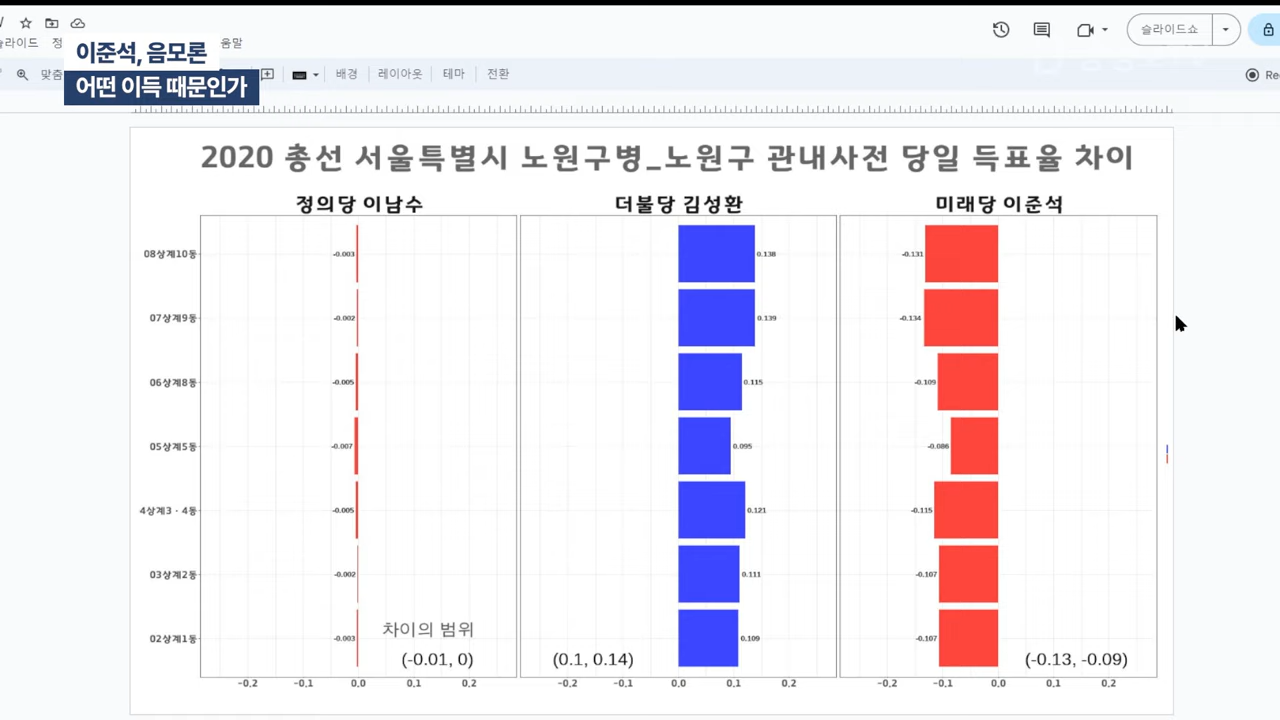 이준석, 음모론
어떤 이득 때문인가
슬라이드
정
움말
슬라이드쇼
맞춤
배경
레이아웃
테마
전환
2020 총선 서울특별시 노원구병_노원구 관내사전 당일 득표율 차이
정의당 이남수 더불당 김성환 미래당 이준석
08상계10동 -0.003 0.138 -0.131
07상계9동 -0.002 0.139 -0.134
06상계8동 -0.005 0.115 -0.109
05상계5동 -0.007 0.095 -0.086
4상계3·4동 -0.005 0.121 -0.115
03상계2동 -0.002 0.111 -0.107
02상계1동 -0.003 0.109 -0.107
차이의 범위
(-0.01, 0) (0.1, 0.14) (-0.13, -0.09)
-0.2 -0.1 0.0 0.1 0.2 -0.2 -0.1 0.0 0.1 0.2 -0.2 -0.1 0.0 0.1 0.2